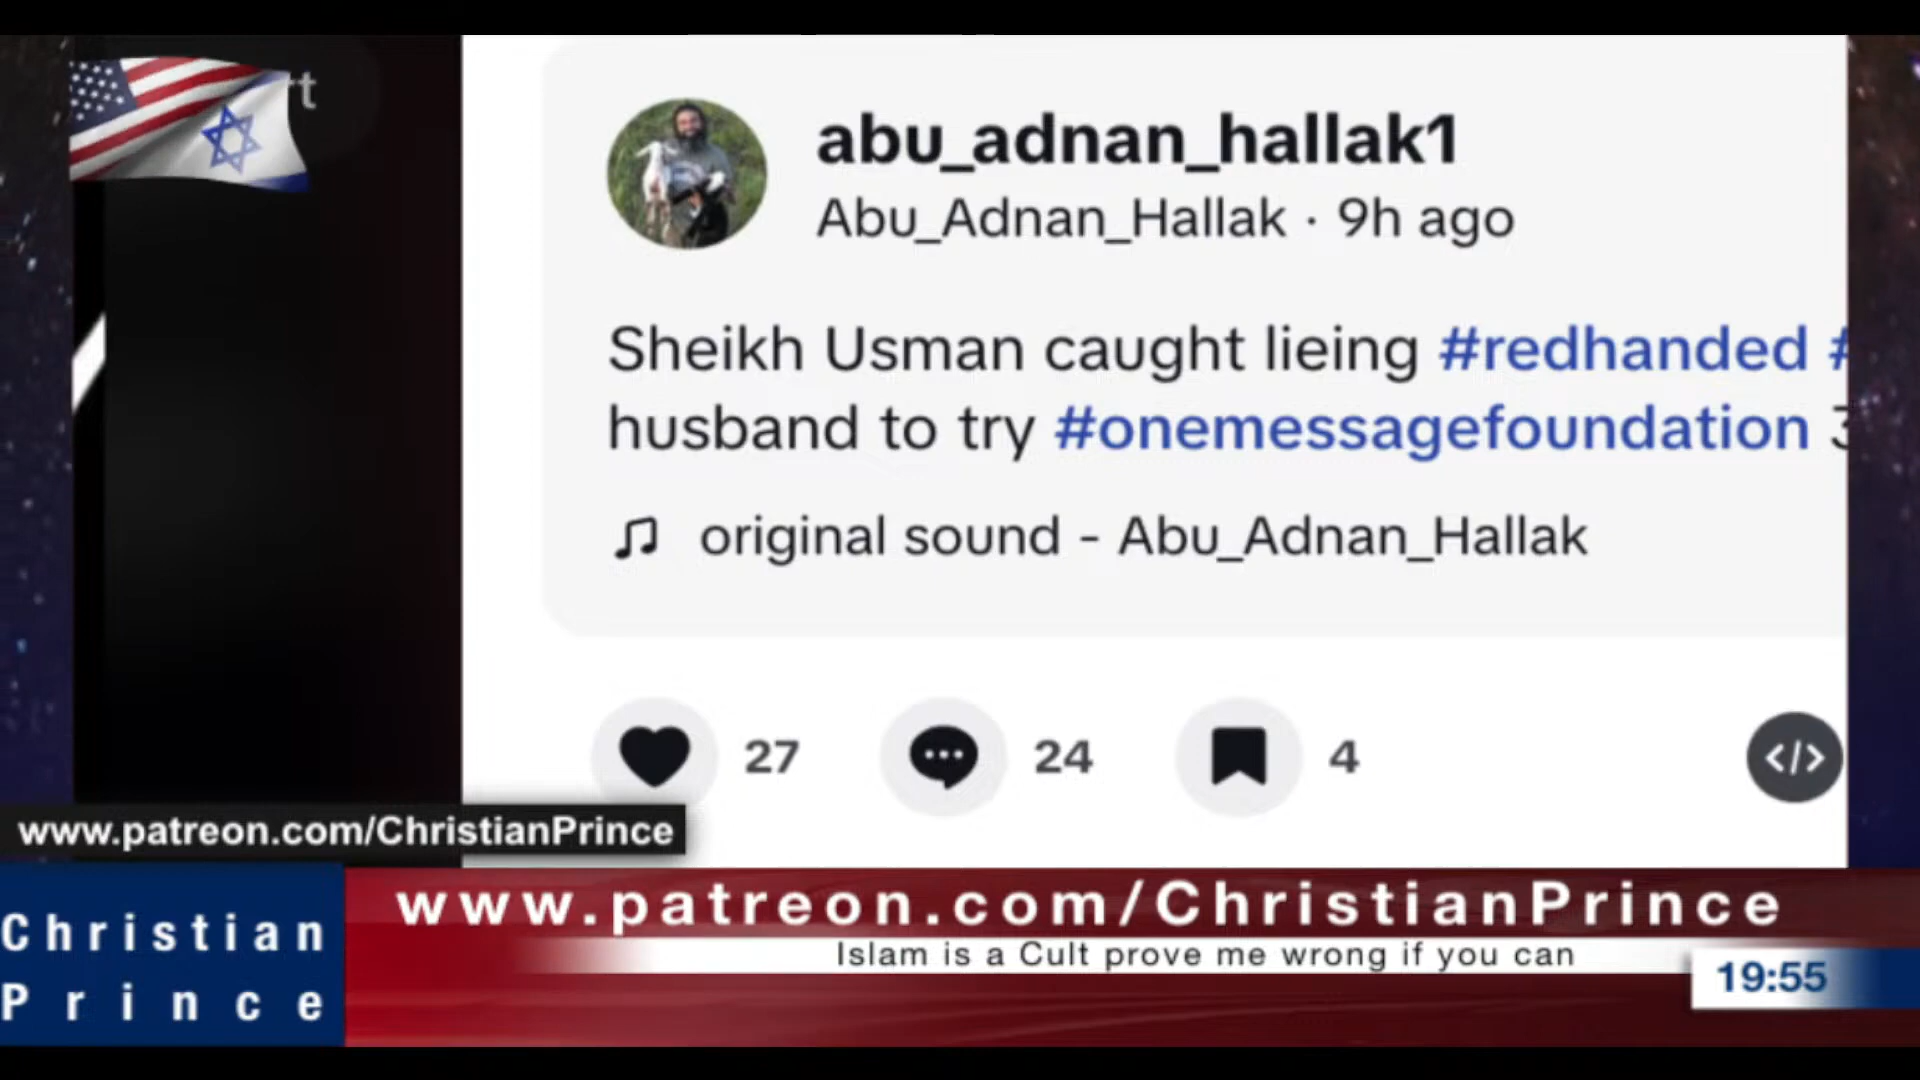 abu_adnan_hallak1
Abu_Adnan_Hallak · 9h ago
Sheikh Usman caught lieing #redhanded #
husband to try #onemessagefoundation
original sound - Abu_Adnan_Hallak
27
24
4
www.patreon.com/ChristianPrince
www.patreon.com/ChristianPrince
Christian
Prince
Islam is a Cult prove me wrong if you can
19:55